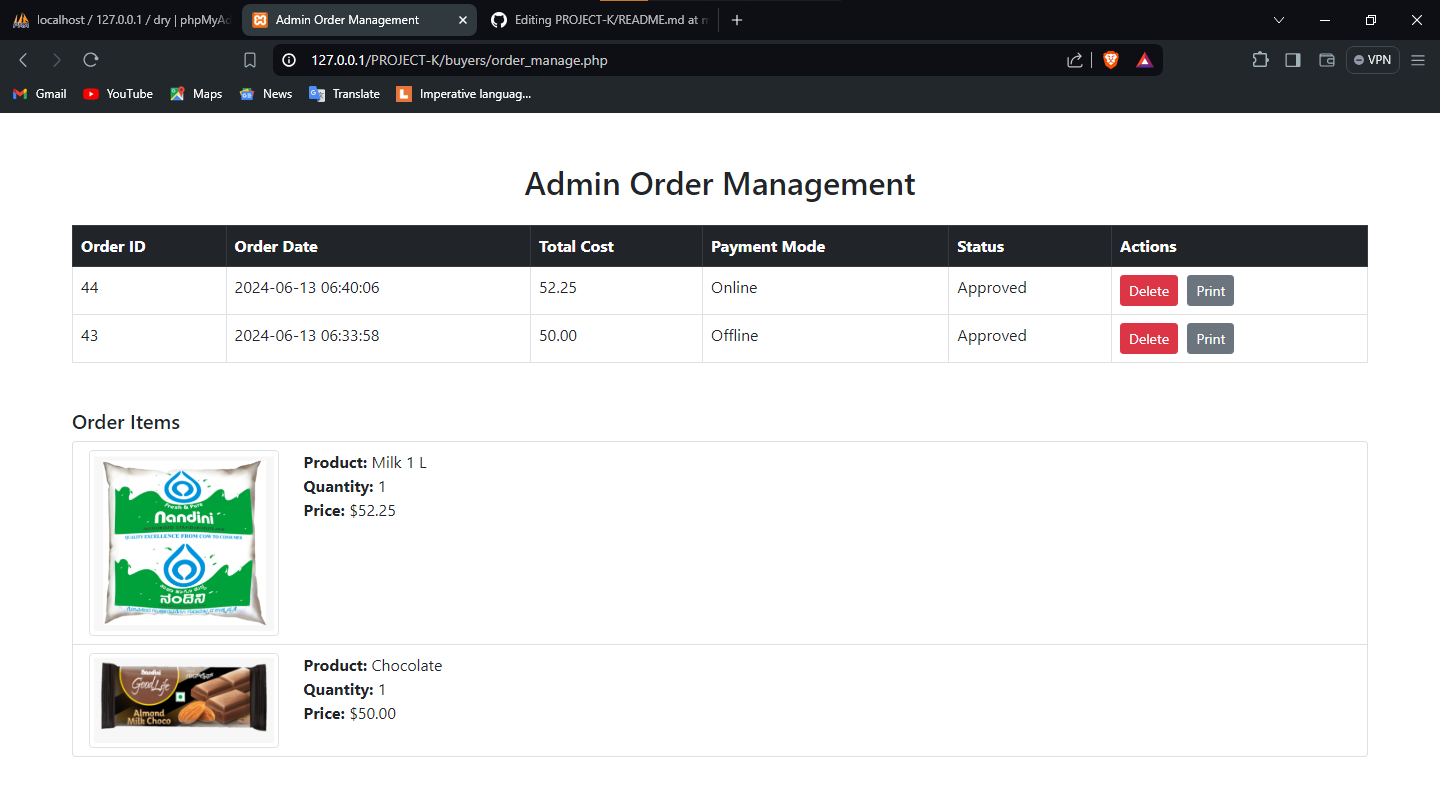 localhost / 127.0.0.1 / dry | phpMyAd
Admin Order Management
Editing PROJECT-K/README.md at m
127.0.0.1/PROJECT-K/buyers/order_manage.php
VPN
Gmail YouTube Maps News Translate Imperative languag...
Admin Order Management
Order ID Order Date Total Cost Payment Mode Status Actions
44 2024-06-13 06:40:06 52.25 Online Approved Delete Print
43 2024-06-13 06:33:58 50.00 Offline Approved Delete Print
Order Items
Fresh & Pure
nandini
QUALITY EXCELLENCE FROM COW TO CONSUMER
ನಂದಿನಿ
Product: Milk 1 L
Quantity: 1
Price: $52.25
nandini
GoodLife
Almond
Milk Choco
Product: Chocolate
Quantity: 1
Price: $50.00